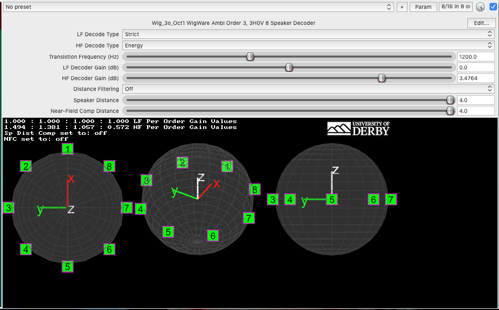 No preset
+
Param
8/16 in 8 o
Wig_3o_Oct1 WigWare Ambi Order 3, 3H0V 8 Speaker Decoder
Edit...
LF Decode Type Strict
HF Decode Type Energy
Transistion Frequency (Hz) 1200.0
LF Decoder Gain (dB) 0.0
HF Decoder Gain (dB) 3.4764
Distance Filtering Off
Speaker Distance 4.0
Near-Field Comp Distance 4.0
1.000 : 1.000 : 1.000 : 1.000 LF Per Order Gain Values
1.494 : 1.381 : 1.057 : 0.572 HF Per Order Gain Values
Sp Dist Comp set to: off
NFC set to: off
UNIVERSITY OF
DERBY
1
2
8
x
3
y
z
7
4
6
5
2
1
3
z
x
8
y
4
7
5
6
z
3
4
y
5
6
7